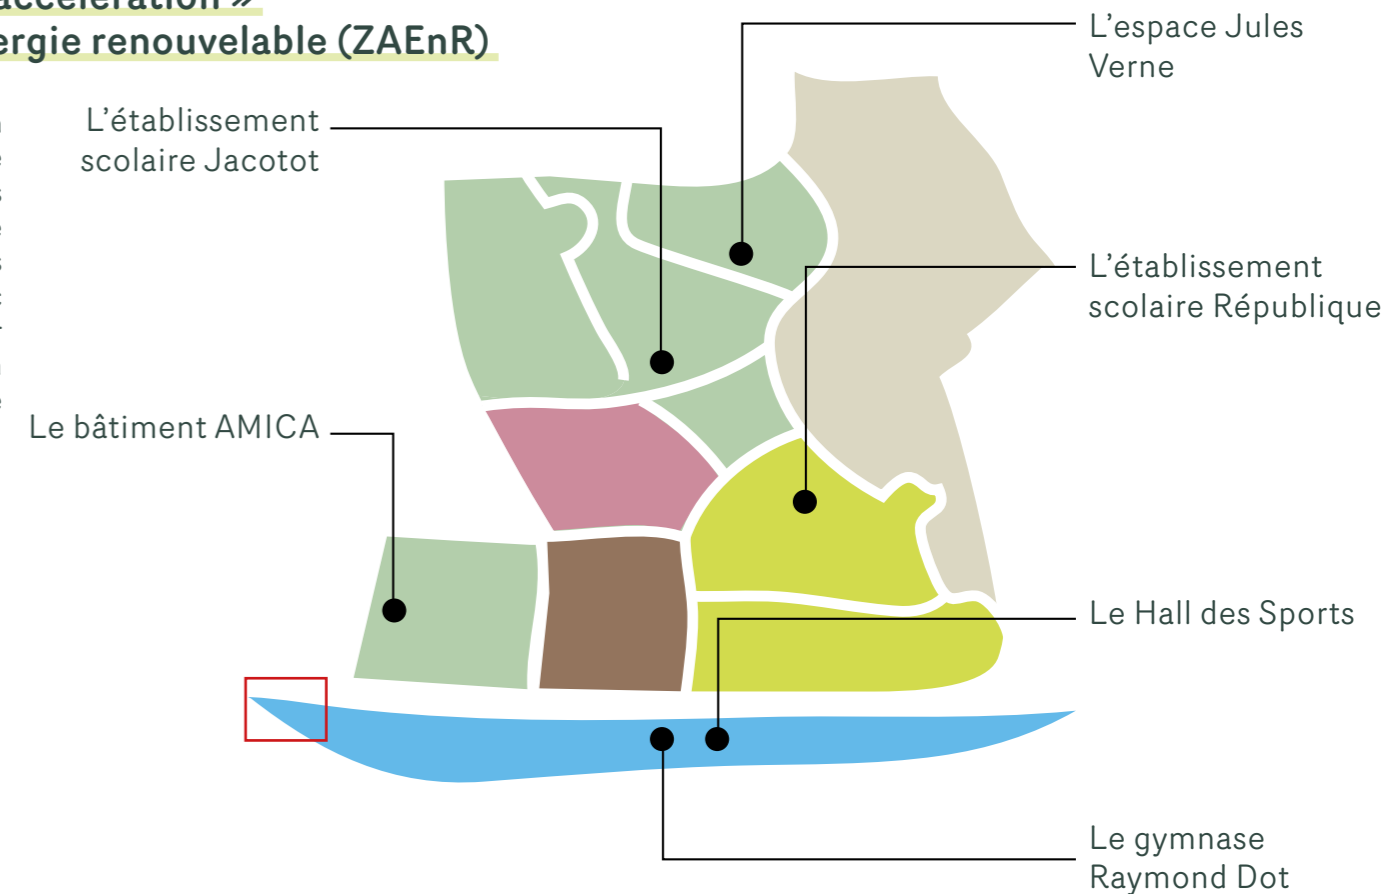 accélération »
ergie renouvelable (ZAEnR)
L'espace Jules
Verne
L'établissement
scolaire Jacotot
L'établissement
scolaire République
Le bâtiment AMICA
Le Hall des Sports
Le gymnase
Raymond Dot